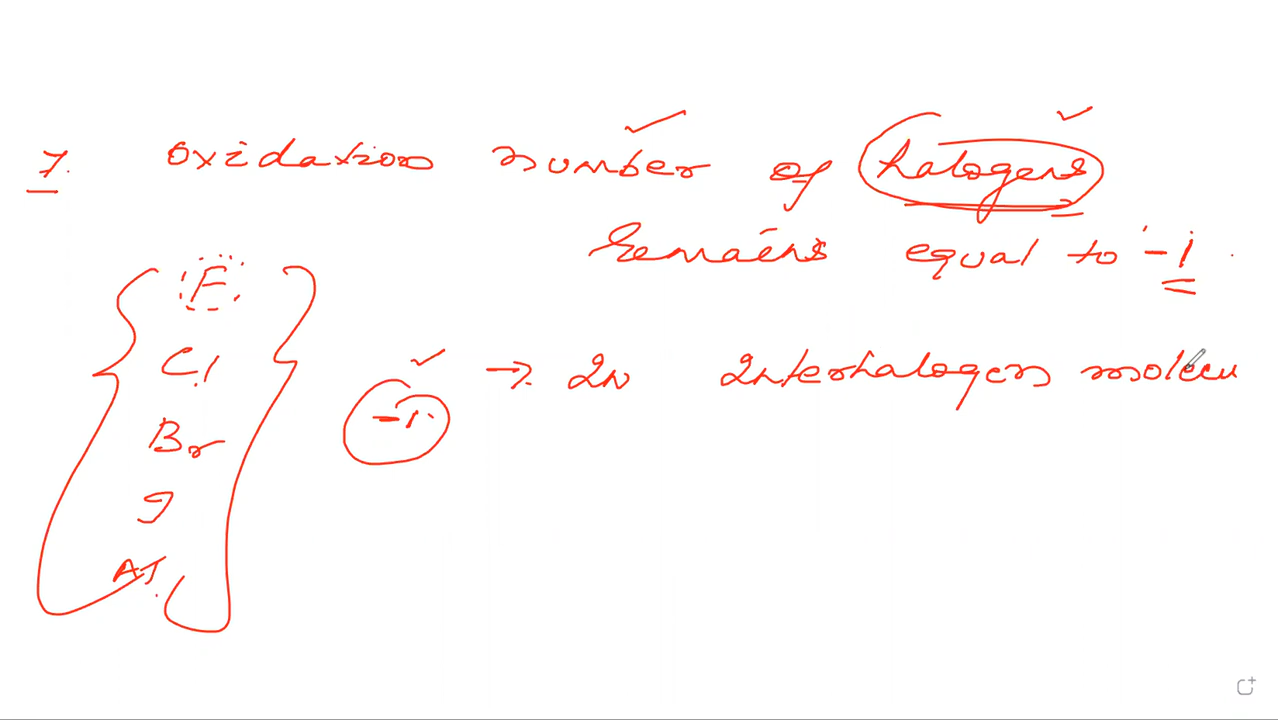 7. Oxidation number of halogens
remains equal to -1.
F
Cl
Br
I
At
-1
→ In Interhalogen molecu